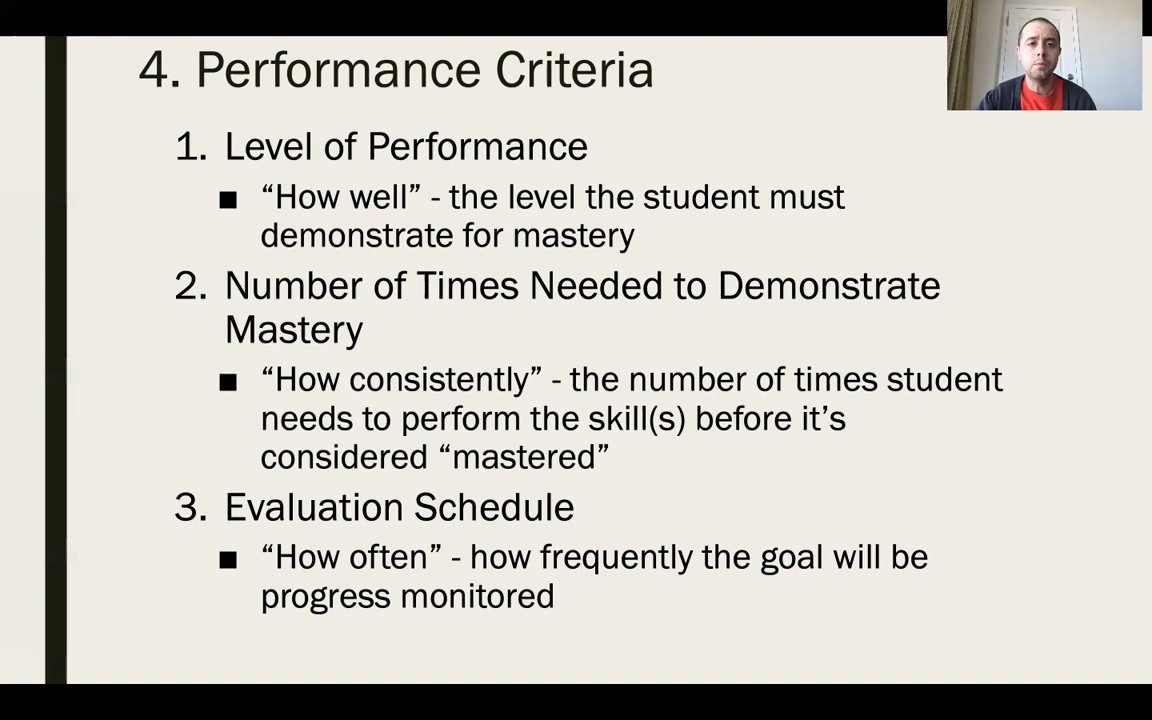 4. Performance Criteria
1. Level of Performance
■ “How well” - the level the student must
demonstrate for mastery
2. Number of Times Needed to Demonstrate
Mastery
■ “How consistently” - the number of times student
needs to perform the skill(s) before it’s
considered “mastered”
3. Evaluation Schedule
■ “How often” - how frequently the goal will be
progress monitored